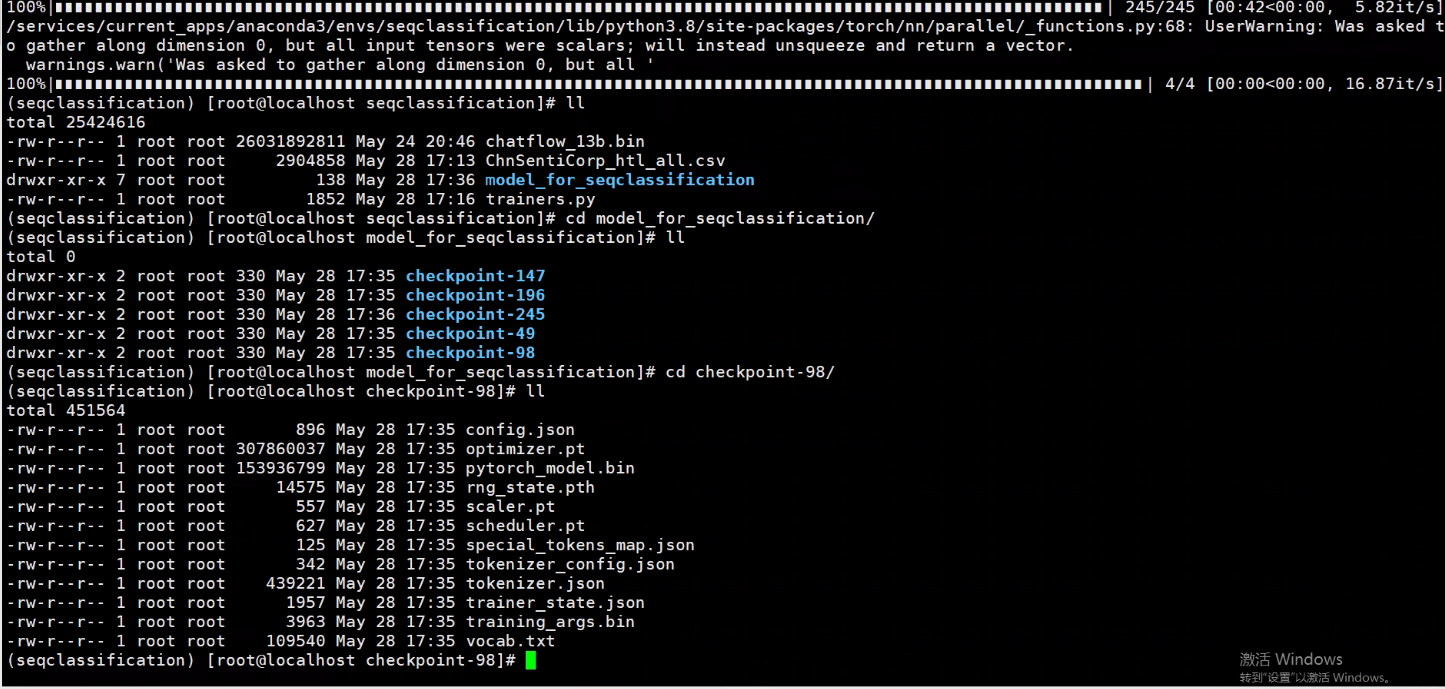 100%|████████████████████████████████████████████████████████████████████████████████████████████████████████| 245/245 [00:42<00:00,  5.82it/s]
/services/current_apps/anaconda3/envs/seqclassification/lib/python3.8/site-packages/torch/nn/parallel/_functions.py:68: UserWarning: Was asked t
o gather along dimension 0, but all input tensors were scalars; will instead unsqueeze and return a vector.
  warnings.warn('Was asked to gather along dimension 0, but all '
100%|████████████████████████████████████████████████████████████████████████████████████████████████████████████| 4/4 [00:00<00:00, 16.87it/s]
(seqclassification) [root@localhost seqclassification]# ll
total 25424616
-rw-r--r-- 1 root root 26031892811 May 24 20:46 chatflow_13b.bin
-rw-r--r-- 1 root root     2904858 May 28 17:13 ChnSentiCorp_htl_all.csv
drwxr-xr-x 7 root root         138 May 28 17:36 model_for_seqclassification
-rw-r--r-- 1 root root        1852 May 28 17:16 trainers.py
(seqclassification) [root@localhost seqclassification]# cd model_for_seqclassification/
(seqclassification) [root@localhost model_for_seqclassification]# ll
total 0
drwxr-xr-x 2 root root 330 May 28 17:35 checkpoint-147
drwxr-xr-x 2 root root 330 May 28 17:35 checkpoint-196
drwxr-xr-x 2 root root 330 May 28 17:36 checkpoint-245
drwxr-xr-x 2 root root 330 May 28 17:35 checkpoint-49
drwxr-xr-x 2 root root 330 May 28 17:35 checkpoint-98
(seqclassification) [root@localhost model_for_seqclassification]# cd checkpoint-98/
(seqclassification) [root@localhost checkpoint-98]# ll
total 451564
-rw-r--r-- 1 root root       896 May 28 17:35 config.json
-rw-r--r-- 1 root root 307860037 May 28 17:35 optimizer.pt
-rw-r--r-- 1 root root 153936799 May 28 17:35 pytorch_model.bin
-rw-r--r-- 1 root root     14575 May 28 17:35 rng_state.pth
-rw-r--r-- 1 root root       557 May 28 17:35 scaler.pt
-rw-r--r-- 1 root root       627 May 28 17:35 scheduler.pt
-rw-r--r-- 1 root root       125 May 28 17:35 special_tokens_map.json
-rw-r--r-- 1 root root       342 May 28 17:35 tokenizer_config.json
-rw-r--r-- 1 root root    439221 May 28 17:35 tokenizer.json
-rw-r--r-- 1 root root      1957 May 28 17:35 trainer_state.json
-rw-r--r-- 1 root root      3963 May 28 17:35 training_args.bin
-rw-r--r-- 1 root root    109540 May 28 17:35 vocab.txt
(seqclassification) [root@localhost checkpoint-98]#
激活 Windows
转到“设置”以激活 Windows。